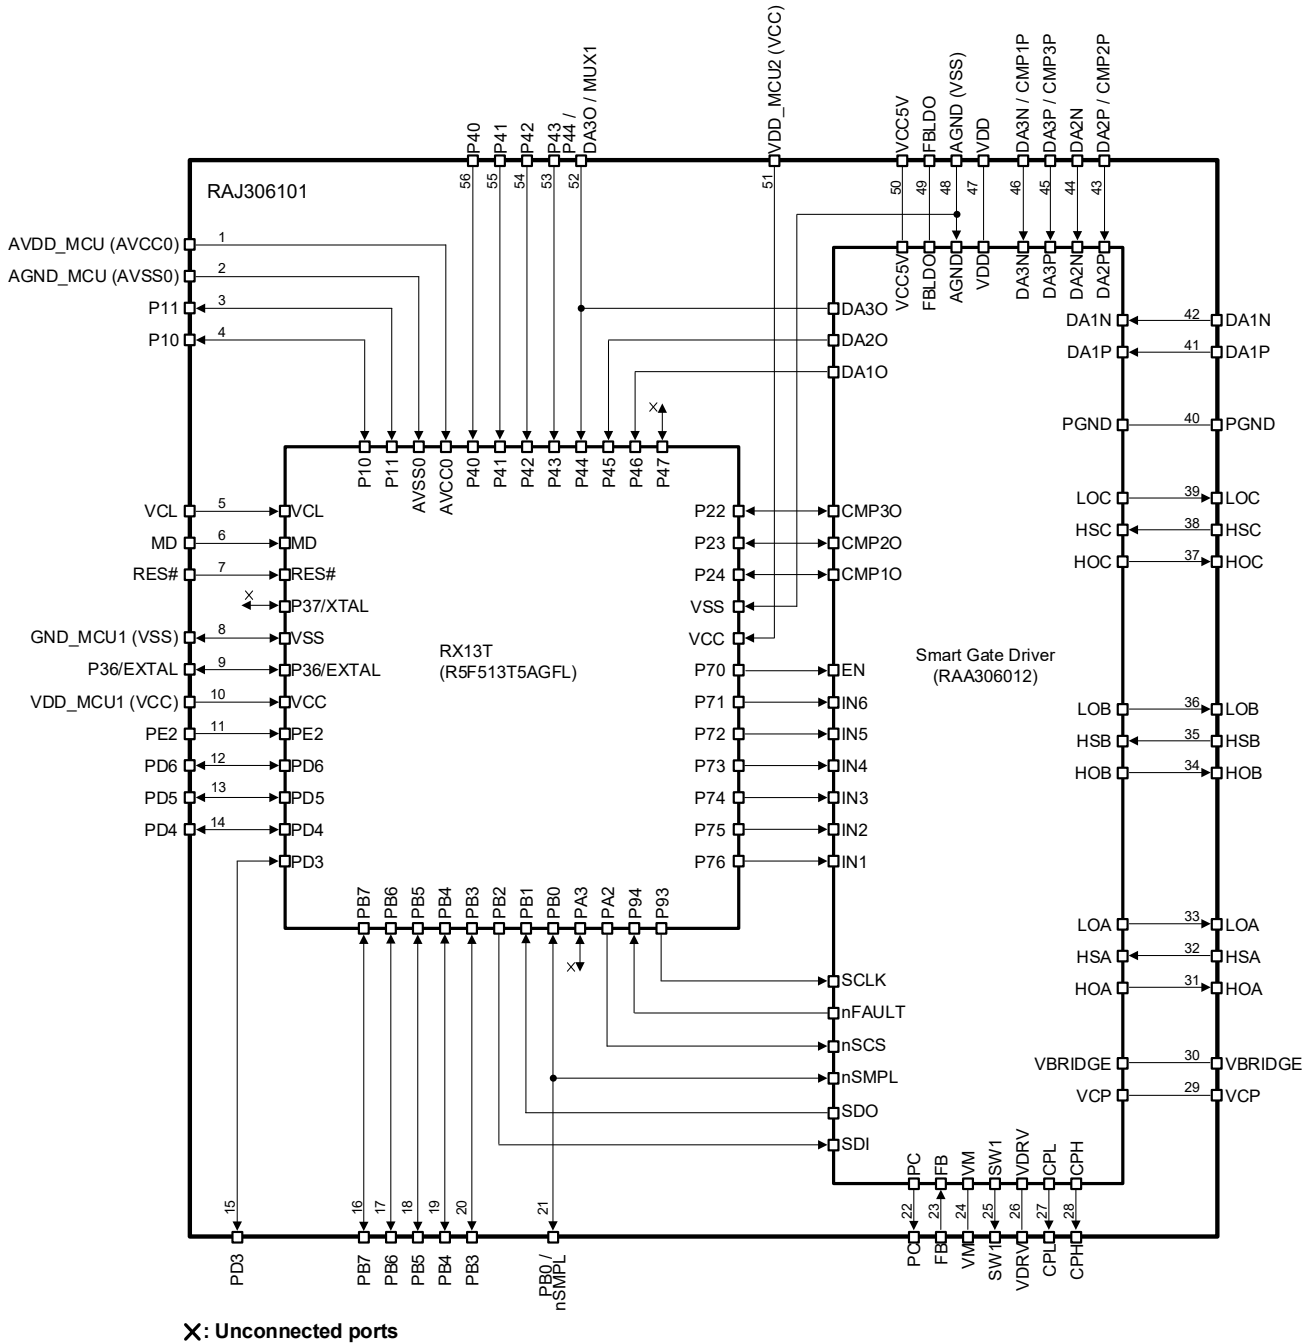 P40
P41
P42
P43
P44 /
DA3O / MUX1
VDD_MCU2 (VCC)
VCC5V
FBLDO
AGND (VSS)
VDD
DA3N / CMP1P
DA3P / CMP3P
DA2N
DA2P / CMP2P
56
55
54
53
52
51
50
49
48
47
46
45
44
43
RAJ306101
AVDD_MCU (AVCC0)
1
AGND_MCU (AVSS0)
2
P11
3
P10
4
VCC5V
FBLDO
AGND
VDD
DA3N
DA3P
DA2N
DA2P
DA3O
DA2O
DA1O
DA1N
42
DA1N
DA1P
41
DA1P
PGND
40
PGND
X
P10
P11
AVSS0
AVCC0
P40
P41
P42
P43
P44
P45
P46
P47
VCL
5
VCL
MD
6
MD
RES#
7
RES#
X
P37/XTAL
GND_MCU1 (VSS)
8
VSS
P36/EXTAL
9
P36/EXTAL
VDD_MCU1 (VCC)
10
VCC
PE2
11
PE2
PD6
12
PD6
PD5
13
PD5
PD4
14
PD4
PD3
RX13T
(R5F513T5AGFL)
P22
CMP3O
P23
CMP2O
P24
CMP1O
VSS
VCC
P70
EN
P71
IN6
P72
IN5
P73
IN4
P74
IN3
P75
IN2
P76
IN1
Smart Gate Driver
(RAA306012)
LOC
39
LOC
HSC
38
HSC
HOC
37
HOC
LOB
36
LOB
HSB
35
HSB
HOB
34
HOB
LOA
33
LOA
HSA
32
HSA
HOA
31
HOA
VBRIDGE
30
VBRIDGE
VCP
29
VCP
PB7
PB6
PB5
PB4
PB3
PB2
PB1
PB0
PA3
PA2
P94
P93
X
SCLK
nFAULT
nSCS
nSMPL
SDO
SDI
PC
FB
VM
SW1
VDRV
CPL
CPH
15
16
17
18
19
20
21
22
23
24
25
26
27
28
PD3
PB7
PB6
PB5
PB4
PB3
PB0 /
nSMPL
PC
FB
VM
SW1
VDRV
CPL
CPH
X: Unconnected ports